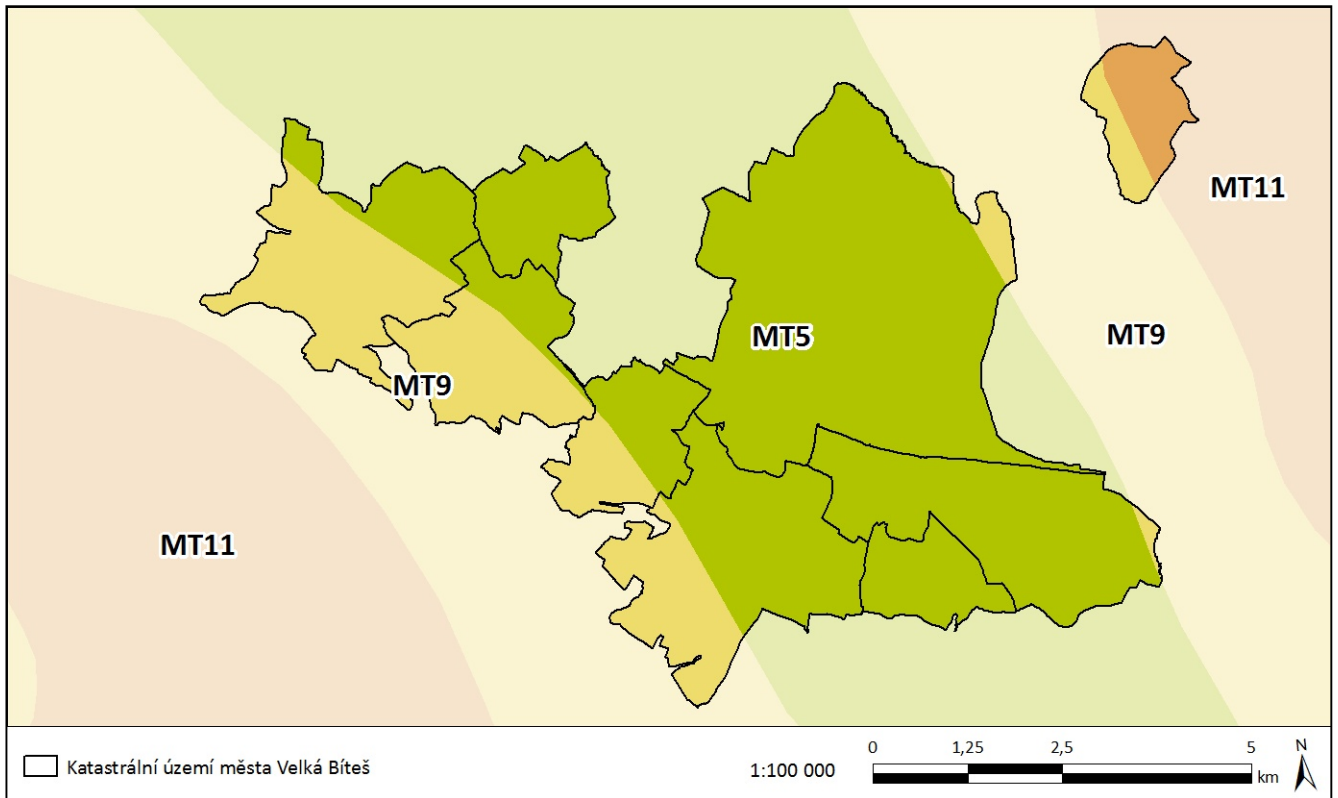 MT11
MT5
MT9
MT9
MT11
Katastrální území města Velká Bíteš
1:100 000
0 1,25 2,5 5
km
N